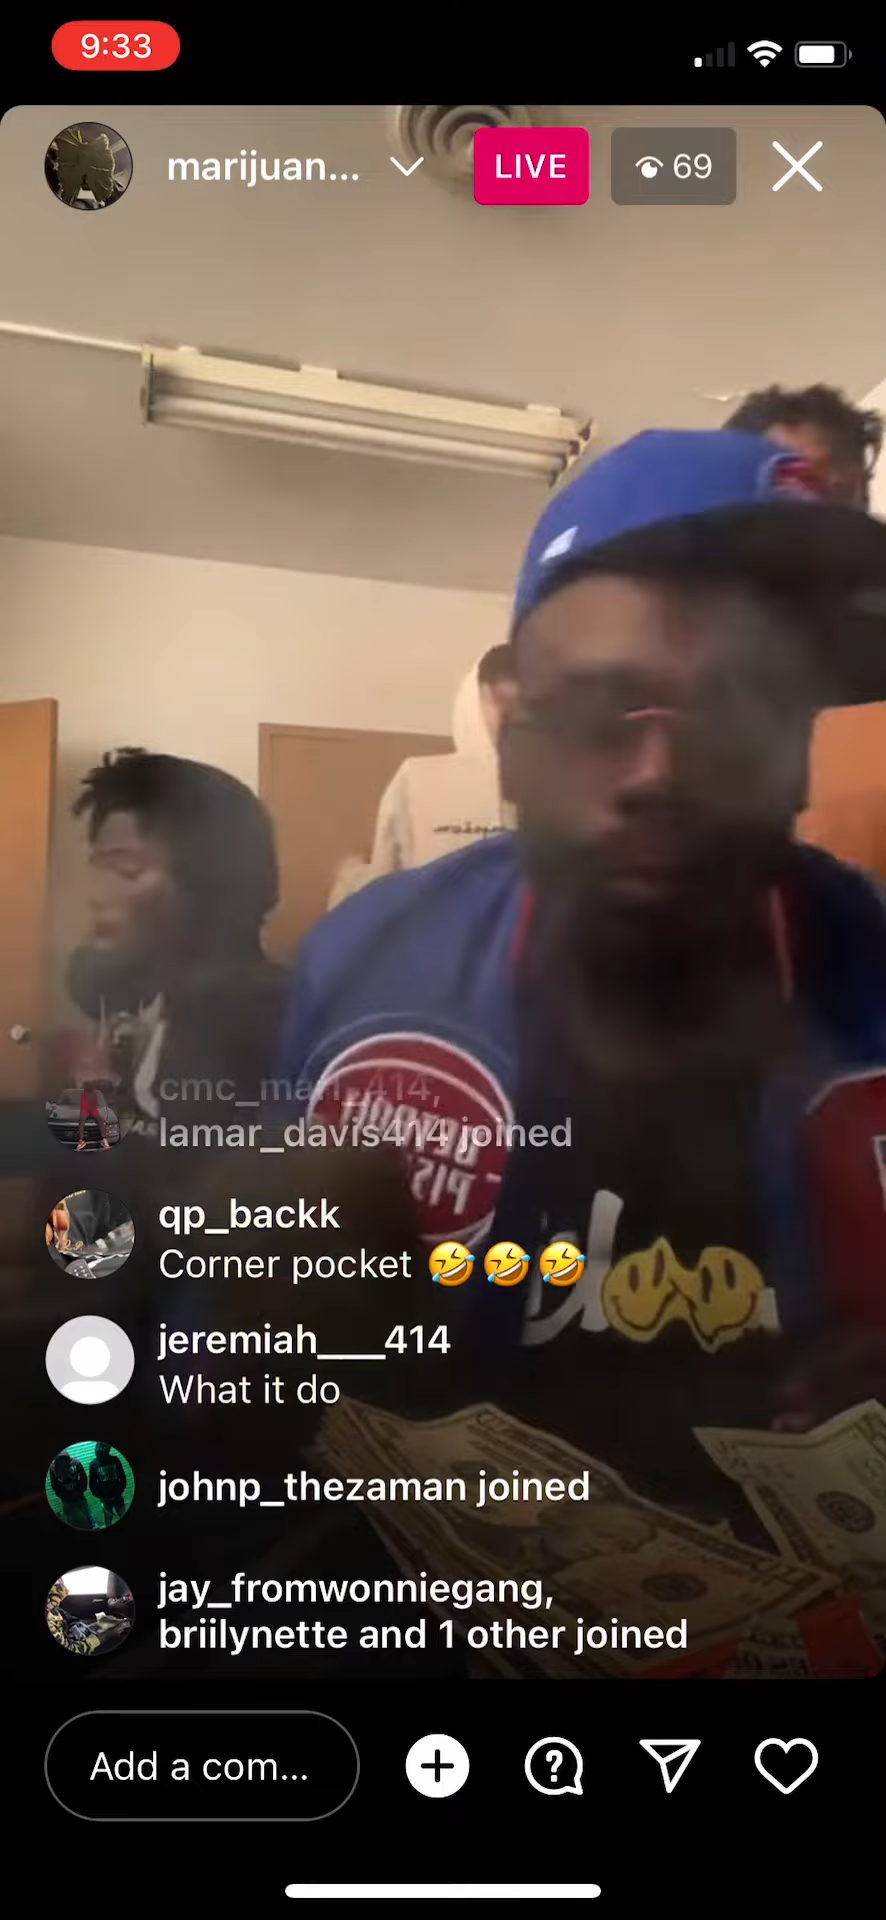 9:33
marijuan...
LIVE
69
cmc_man_414,
lamar_davis414 joined
qp_backk
Corner pocket 🤣🤣🤣
jeremiah___414
What it do
johnp_thezaman joined
jay_fromwonniegang,
briilynette and 1 other joined
Add a com...